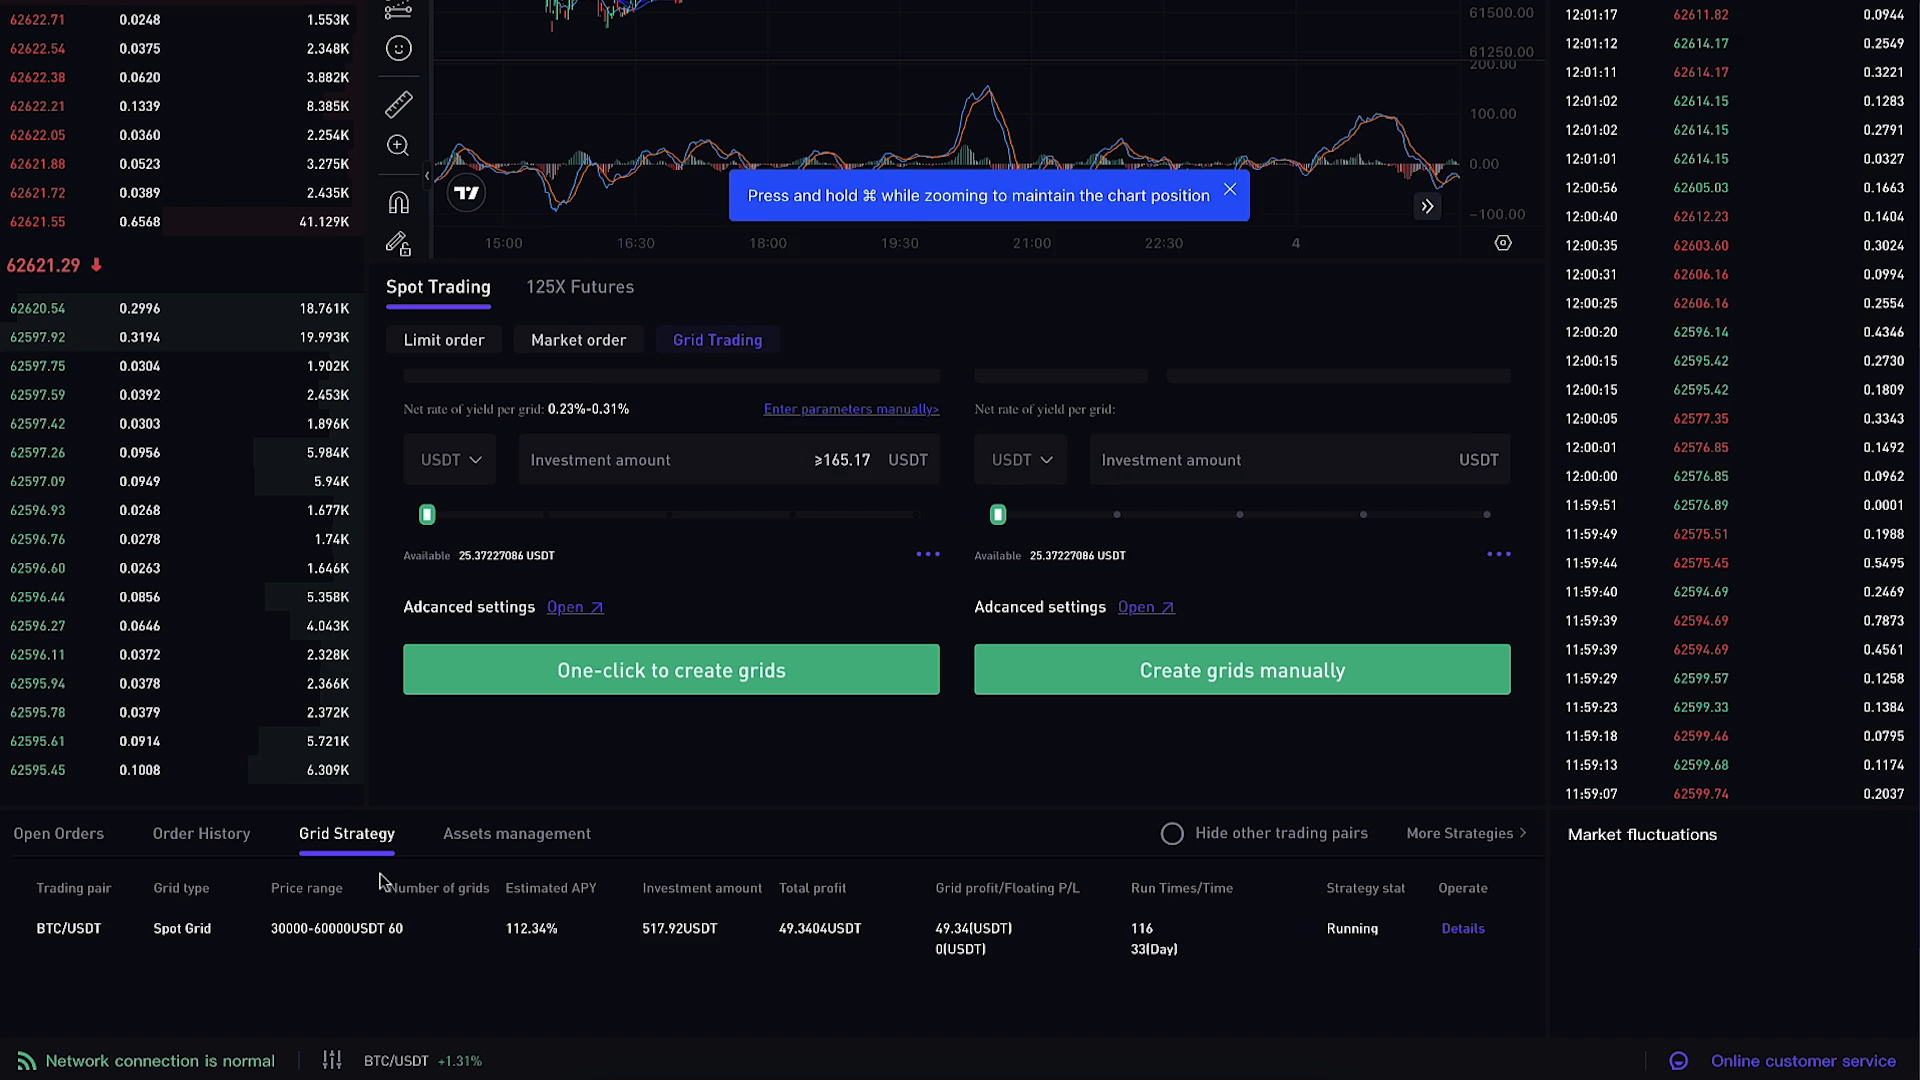 62622.71 0.0248 1.553K
62622.54 0.0375 2.348K
62622.38 0.0620 3.882K
62622.21 0.1339 8.385K
62622.05 0.0360 2.254K
62621.88 0.0523 3.275K
62621.72 0.0389 2.435K
62621.55 0.6568 41.129K
62621.29
62620.54 0.2996 18.761K
62597.92 0.3194 19.993K
62597.75 0.0304 1.902K
62597.59 0.0392 2.453K
62597.42 0.0303 1.896K
62597.26 0.0956 5.984K
62597.09 0.0949 5.94K
62596.93 0.0268 1.677K
62596.76 0.0278 1.74K
62596.60 0.0263 1.646K
62596.44 0.0856 5.358K
62596.27 0.0646 4.043K
62596.11 0.0372 2.328K
62595.94 0.0378 2.366K
62595.78 0.0379 2.372K
62595.61 0.0914 5.721K
62595.45 0.1008 6.309K
61500.00
61250.00
200.00
100.00
0.00
-100.00
Press and hold ⌘ while zooming to maintain the chart position
15:00 16:30 18:00 19:30 21:00 22:30 4
Spot Trading 125X Futures
Limit order Market order Grid Trading
Net rate of yield per grid: 0.23%-0.31% Enter parameters manually>
USDT Investment amount ≥165.17 USDT
Available 25.37227086 USDT
Adcanced settings Open
One-click to create grids
Net rate of yield per grid:
USDT Investment amount USDT
Available 25.37227086 USDT
Adcanced settings Open
Create grids manually
12:01:17 62611.82 0.0944
12:01:12 62614.17 0.2549
12:01:11 62614.17 0.3221
12:01:02 62614.15 0.1283
12:01:02 62614.15 0.2791
12:01:01 62614.15 0.0327
12:00:56 62605.03 0.1663
12:00:40 62612.23 0.1404
12:00:35 62603.60 0.3024
12:00:31 62606.16 0.0994
12:00:25 62606.16 0.2554
12:00:20 62596.14 0.4346
12:00:15 62595.42 0.2730
12:00:15 62595.42 0.1809
12:00:05 62577.35 0.3343
12:00:01 62576.85 0.1492
12:00:00 62576.85 0.0962
11:59:51 62576.89 0.0001
11:59:49 62575.51 0.1988
11:59:44 62575.45 0.5495
11:59:40 62594.69 0.2469
11:59:39 62594.69 0.7873
11:59:39 62594.69 0.4561
11:59:29 62599.57 0.1258
11:59:23 62599.33 0.1384
11:59:18 62599.46 0.0795
11:59:13 62599.68 0.1174
11:59:07 62599.74 0.2037
Open Orders Order History Grid Strategy Assets management Hide other trading pairs More Strategies >
Market fluctuations
Trading pair Grid type Price range Number of grids Estimated APY Investment amount Total profit Grid profit/Floating P/L Run Times/Time Strategy stat Operate
BTC/USDT Spot Grid 30000-60000USDT 60 112.34% 517.92USDT 49.3404USDT 49.34(USDT) 116 Running Details
0(USDT) 33(Day)
Network connection is normal BTC/USDT +1.31% Online customer service